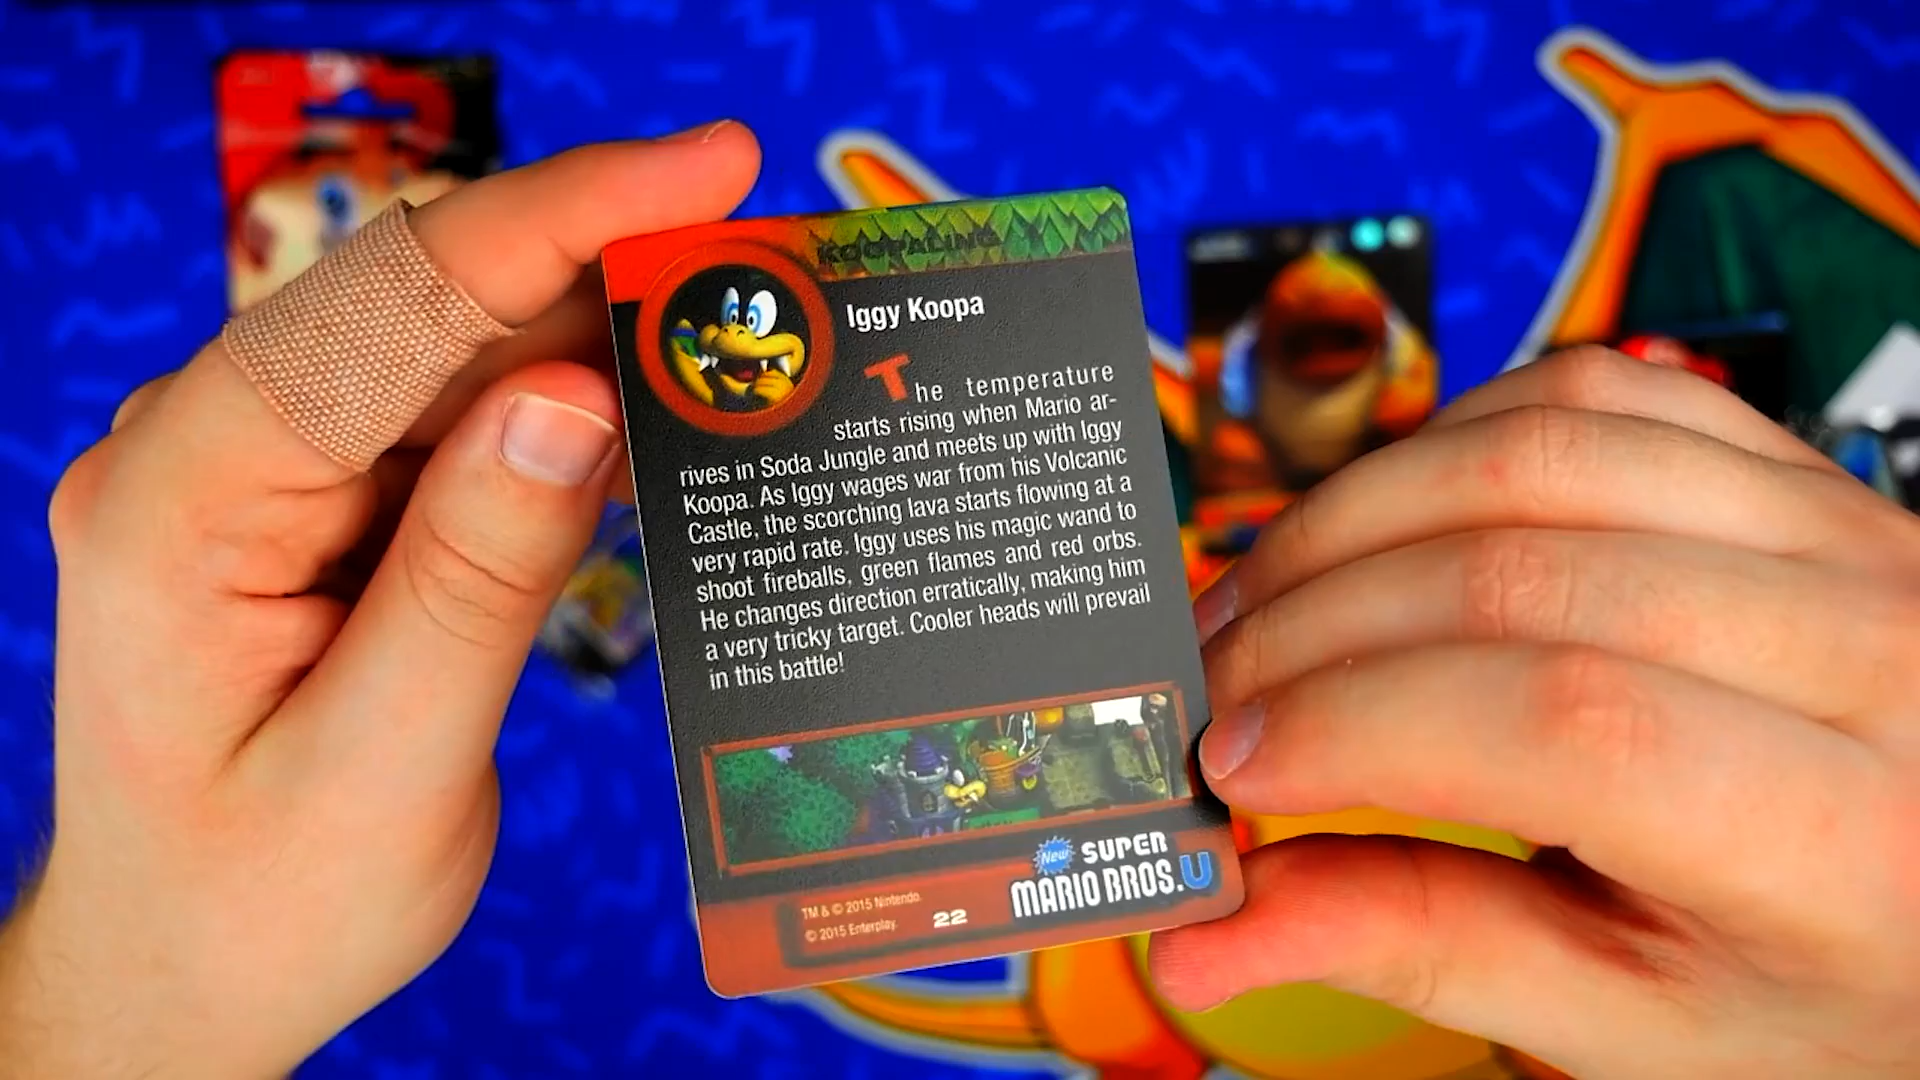 KOOPALING
Iggy Koopa
The temperature
starts rising when Mario ar-
rives in Soda Jungle and meets up with Iggy
Koopa. As Iggy wages war from his Volcanic
Castle, the scorching lava starts flowing at a
very rapid rate. Iggy uses his magic wand to
shoot fireballs, green flames and red orbs.
He changes direction erratically, making him
a very tricky target. Cooler heads will prevail
in this battle!
New SUPER
MARIO BROS. U
TM & © 2015 Nintendo.
© 2015 Enterplay.
22